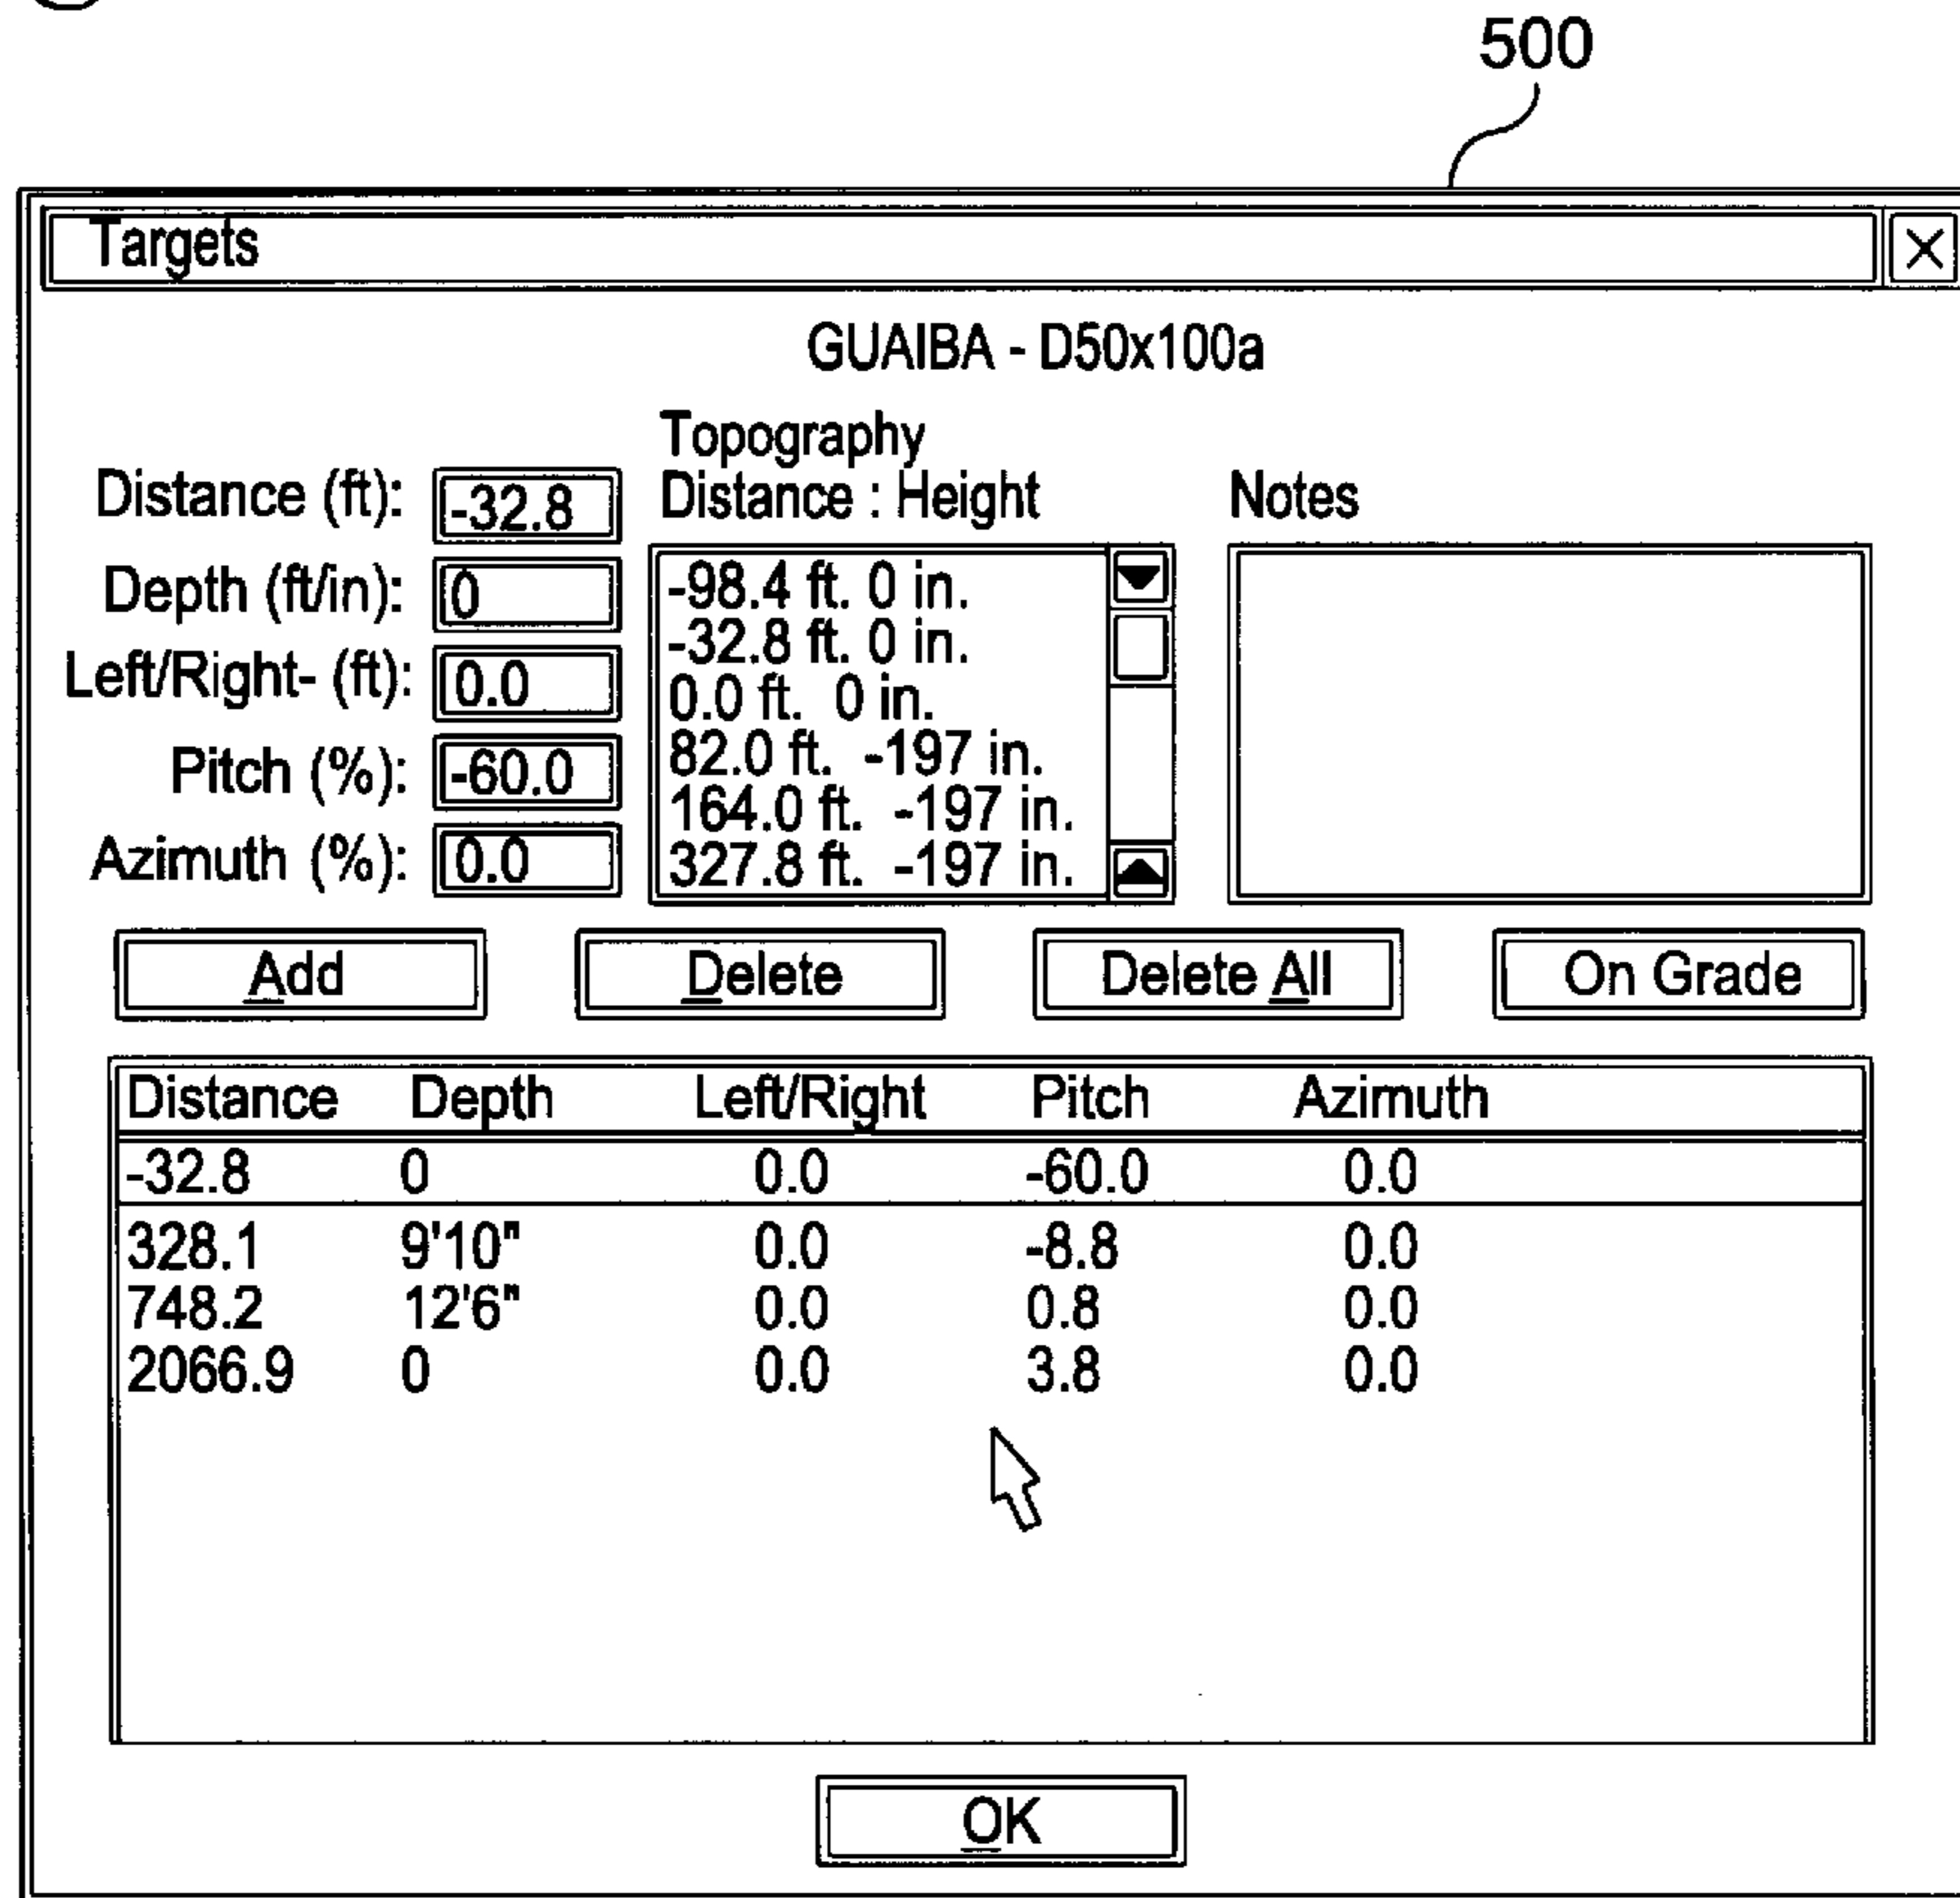 500
Targets
GUAIBA - D50x100a
Topography
Distance (ft): -32.8 Distance : Height Notes
Depth (ft/in): 0
Left/Right- (ft): 0.0
Pitch (%): -60.0
Azimuth (%): 0.0
-98.4 ft. 0 in.
-32.8 ft. 0 in.
0.0 ft. 0 in.
82.0 ft. -197 in.
164.0 ft. -197 in.
327.8 ft. -197 in.
Add Delete Delete All On Grade
Distance Depth Left/Right Pitch Azimuth
-32.8 0 0.0 -60.0 0.0
328.1 9'10" 0.0 -8.8 0.0
748.2 12'6" 0.0 0.8 0.0
2066.9 0 0.0 3.8 0.0
OK